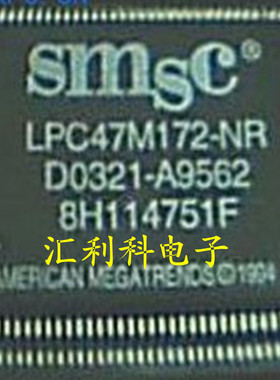 smsc®
LPC47M172-NR
D0321-A9562
8H114751F
汇利科电子
AMERICAN MEGATRENDS © 1994